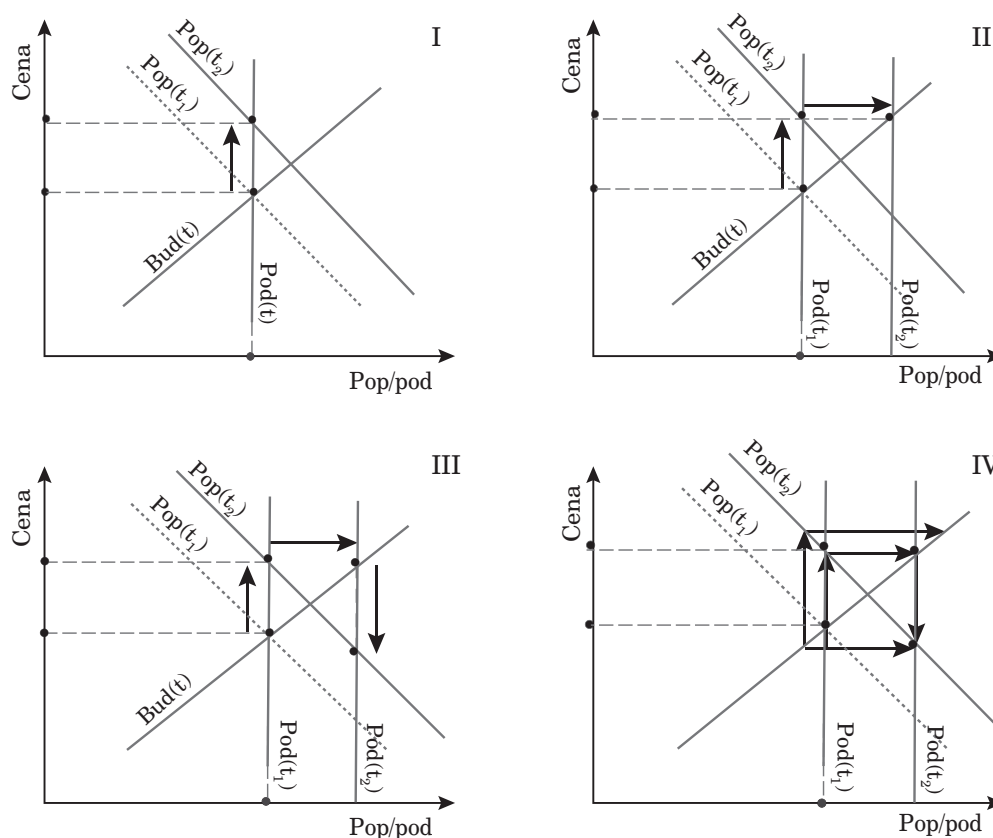 I
Cena
Pop(t₂)
Pop(t₁)
Bud(t)
Pod(t)
Pop/pod
II
Cena
Pop(t₂)
Pop(t₁)
Bud(t)
Pod(t₁)
Pod(t₂)
Pop/pod
III
Cena
Pop(t₂)
Pop(t₁)
Bud(t)
Pod(t₁)
Pod(t₂)
Pop/pod
IV
Cena
Pop(t₂)
Pop(t₁)
Pod(t₁)
Pod(t₂)
Pop/pod